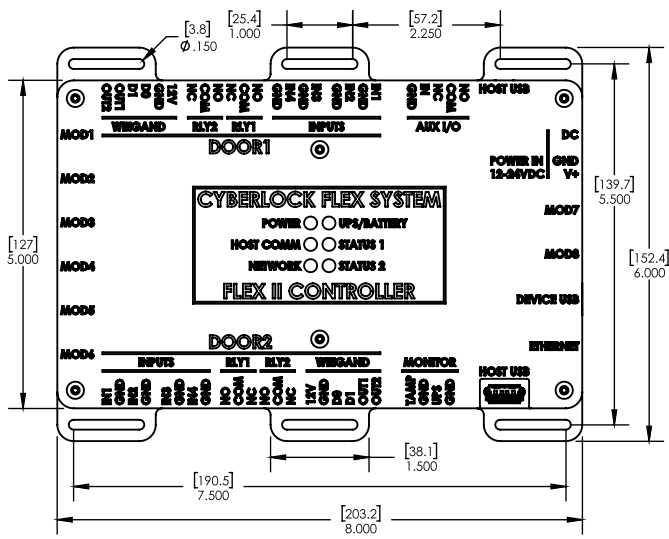 [3.8]
Ø .150
[25.4]
1.000
[57.2]
2.250
OUT2
OUT1
D1
D0
GND
12V
WIEGAND
NC
COM
NO
RLY2
NC
COM
NO
RLY1
GND
IN4
GND
IN3
GND
IN2
GND
IN1
INPUTS
GND
IN
NC
COM
NO
AUX I/O
HOST USB
DOOR1
MOD1
MOD2
MOD3
MOD4
MOD5
MOD6
DC
POWER IN
12-24VDC
GND
V+
MOD7
MOD8
DEVICE USB
ETHERNET
[127]
5.000
[139.7]
5.500
[152.4]
6.000
CYBERLOCK FLEX SYSTEM
POWER
UPS/BATTERY
HOST COMM
STATUS 1
NETWORK
STATUS 2
FLEX II CONTROLLER
DOOR2
INPUTS
IN1
GND
IN2
GND
IN3
GND
IN4
GND
RLY1
NO
COM
NC
RLY2
NO
COM
NC
WIEGAND
12V
GND
D0
D1
OUT1
OUT2
MONITOR
TAMP
GND
UPS
GND
HOST USB
[38.1]
1.500
[190.5]
7.500
[203.2]
8.000